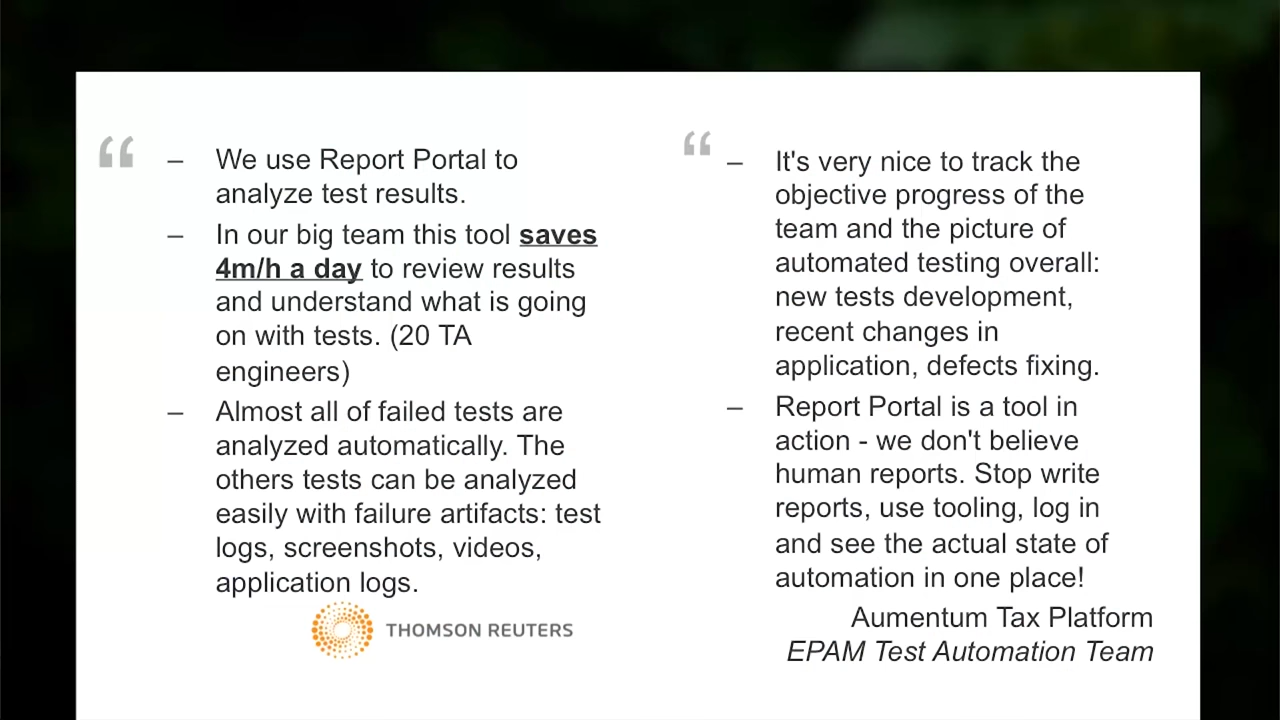 “
– We use Report Portal to
analyze test results.
– In our big team this tool saves
4m/h a day to review results
and understand what is going
on with tests. (20 TA
engineers)
– Almost all of failed tests are
analyzed automatically. The
others tests can be analyzed
easily with failure artifacts: test
logs, screenshots, videos,
application logs.
THOMSON REUTERS
“
– It's very nice to track the
objective progress of the
team and the picture of
automated testing overall:
new tests development,
recent changes in
application, defects fixing.
– Report Portal is a tool in
action - we don't believe
human reports. Stop write
reports, use tooling, log in
and see the actual state of
automation in one place!
Aumentum Tax Platform
EPAM Test Automation Team